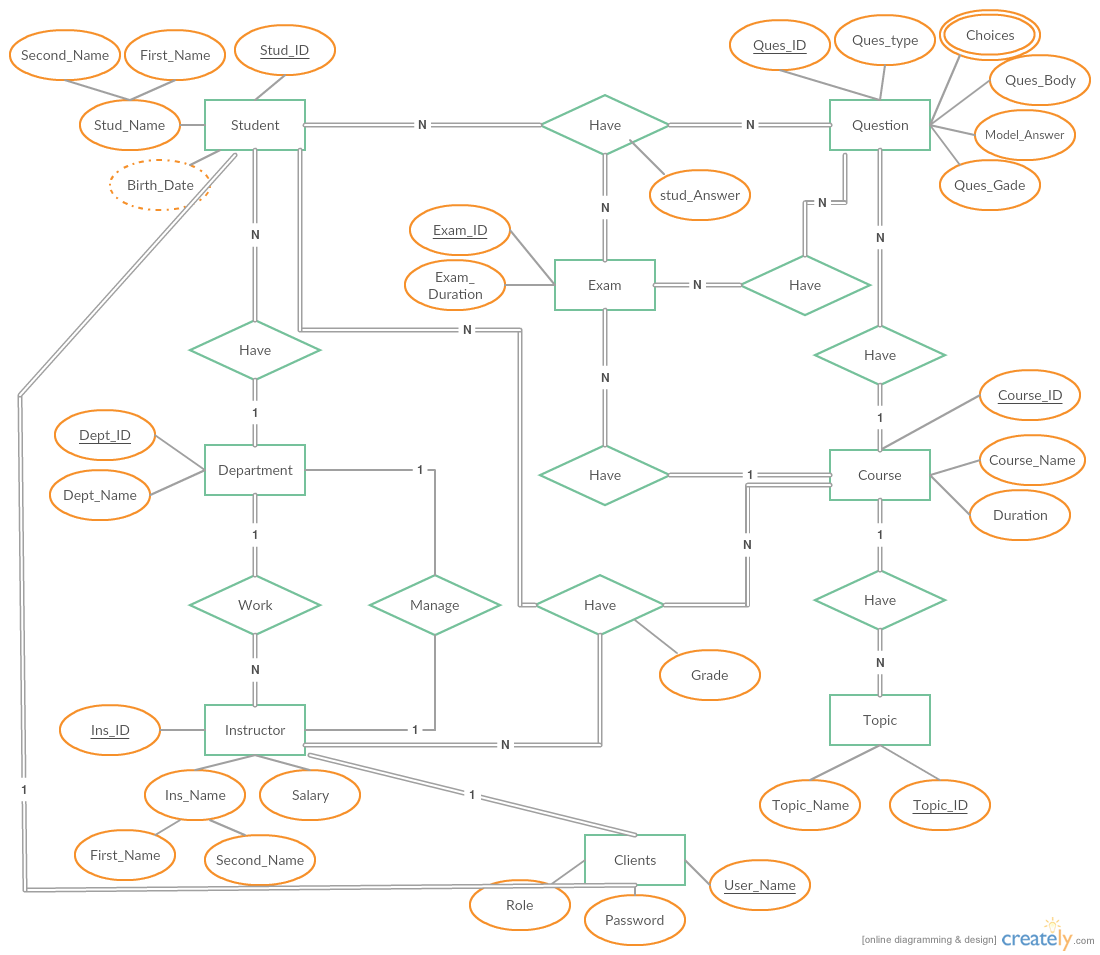 Second_Name
First_Name
Stud_ID
Ques_ID
Ques_type
Choices
Ques_Body
Stud_Name
Student
N
Have
N
Question
Model_Answer
Birth_Date
stud_Answer
Ques_Gade
N
N
N
N
Exam_ID
Exam_
Duration
Exam
N
Have
N
Have
Have
N
Course_ID
1
1
Dept_ID
Department
1
Have
1
Course
Course_Name
Dept_Name
Duration
1
N
1
Work
Manage
Have
Have
N
N
Grade
Ins_ID
Instructor
1
N
Topic
1
Ins_Name
Salary
1
Topic_Name
Topic_ID
First_Name
Second_Name
Clients
User_Name
Role
Password
[online diagramming & design]
creately.com